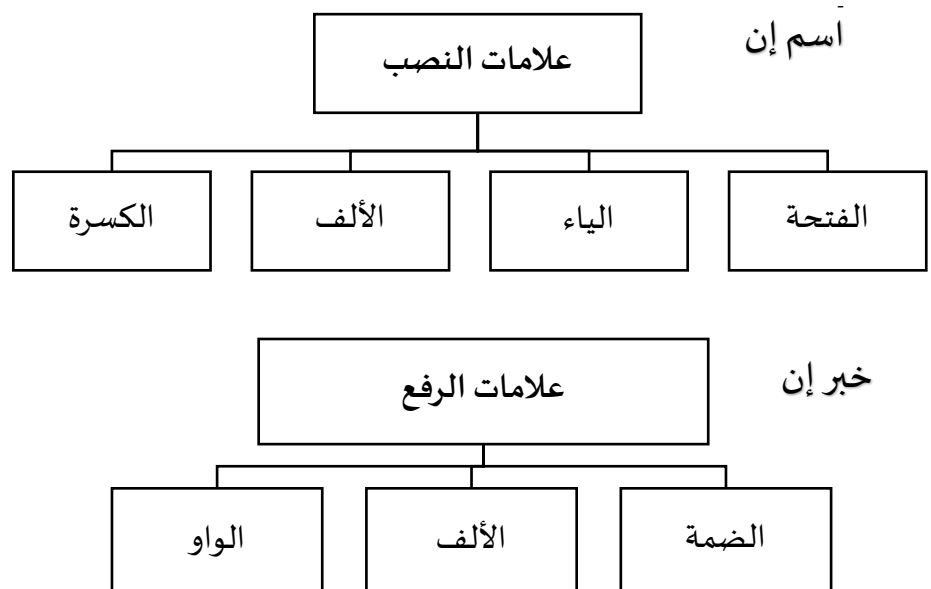 اسم إن
علامات النصب
الفتحة
الياء
الألف
الكسرة
خبر إن
علامات الرفع
الضمة
الألف
الواو